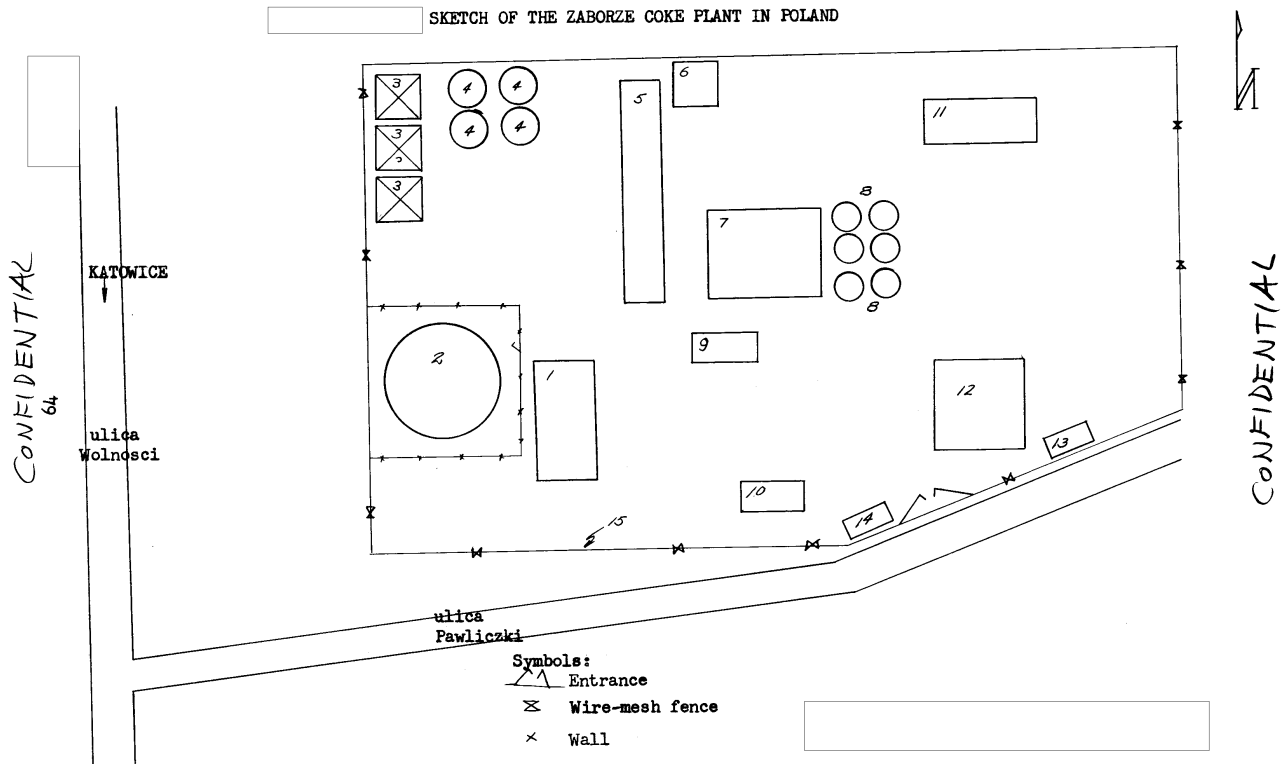 SKETCH OF THE ZABORZE COKE PLANT IN POLAND
3
4 4
6
5
11
3
4 4
3
8
7
KATOWICE
8
CONFIDENTIAL
CONFIDENTIAL
64
2
9
1
12
ulica
Wolnosci
13
10
14
15
ulica
Pawliczki
Symbols:
Entrance
Wire-mesh fence
Wall